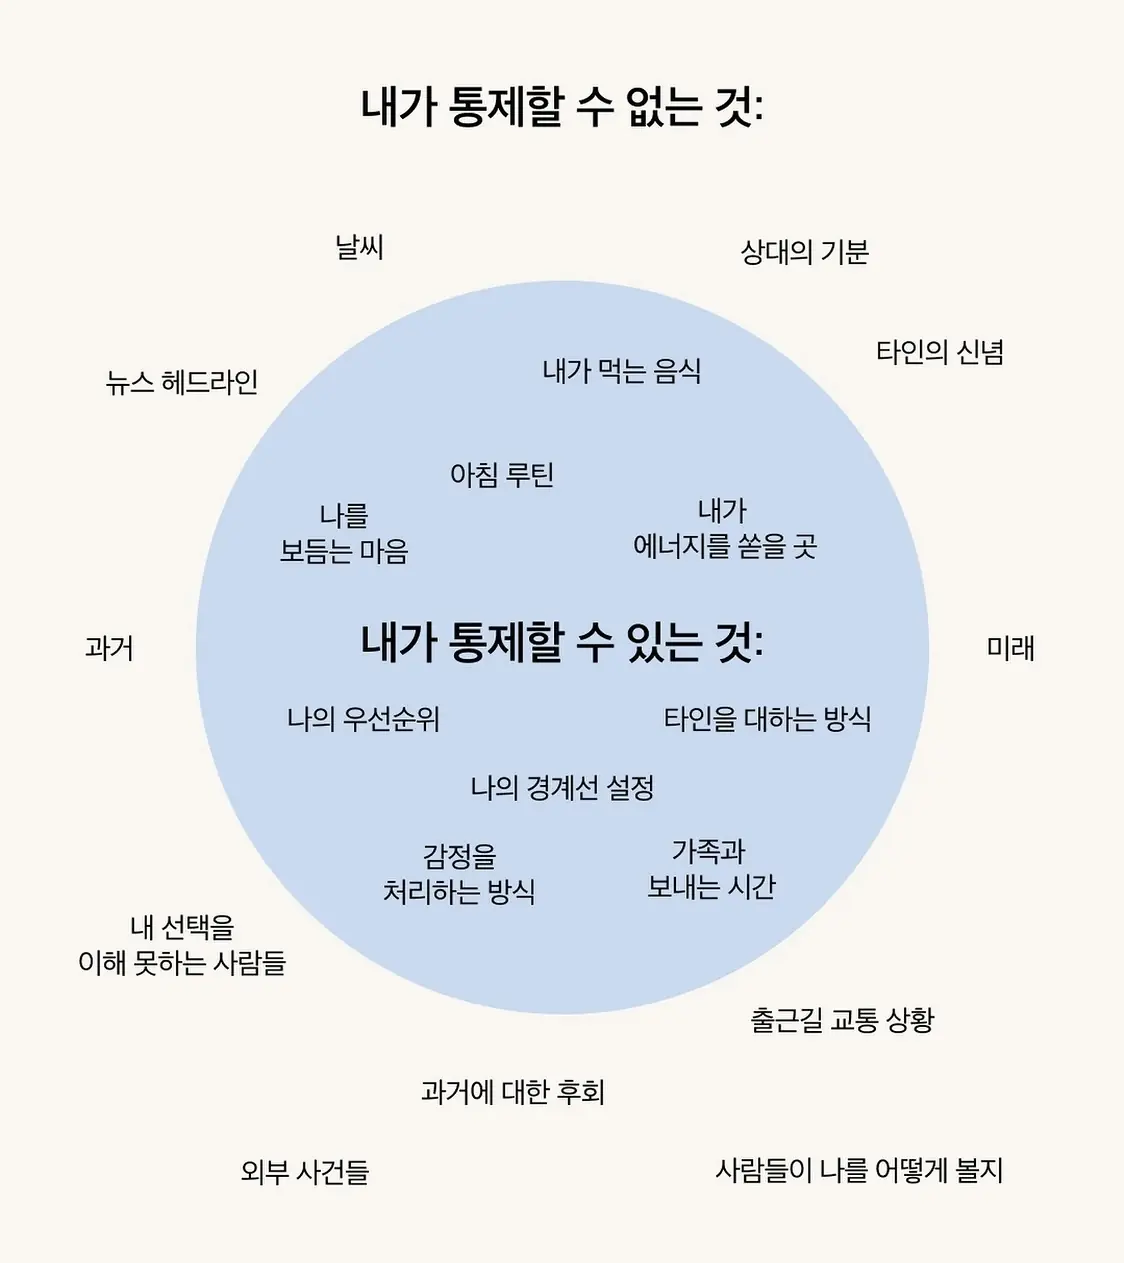 내가 통제할 수 없는 것:
날씨
상대의 기분
타인의 신념
뉴스 헤드라인
내가 먹는 음식
아침 루틴
나를
보듬는 마음
내가
에너지를 쏟을 곳
과거
내가 통제할 수 있는 것:
미래
나의 우선순위
타인을 대하는 방식
나의 경계선 설정
감정을
처리하는 방식
가족과
보내는 시간
내 선택을
이해 못하는 사람들
출근길 교통 상황
과거에 대한 후회
외부 사건들
사람들이 나를 어떻게 볼지